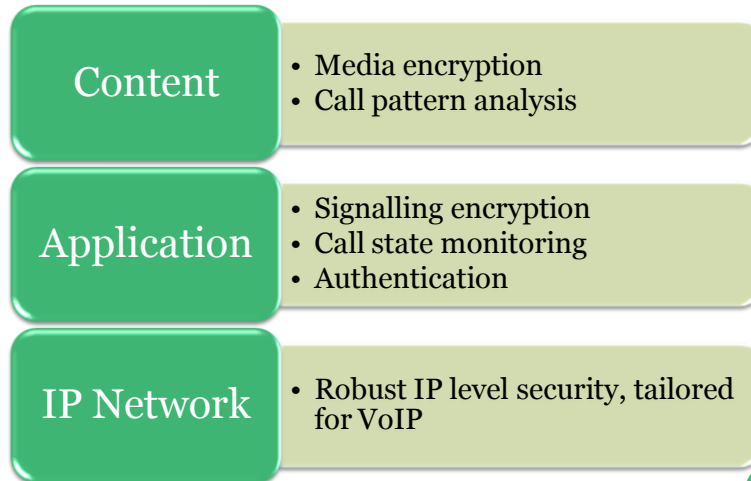 Content
• Media encryption
• Call pattern analysis
Application
• Signalling encryption
• Call state monitoring
• Authentication
IP Network
• Robust IP level security, tailored
for VoIP